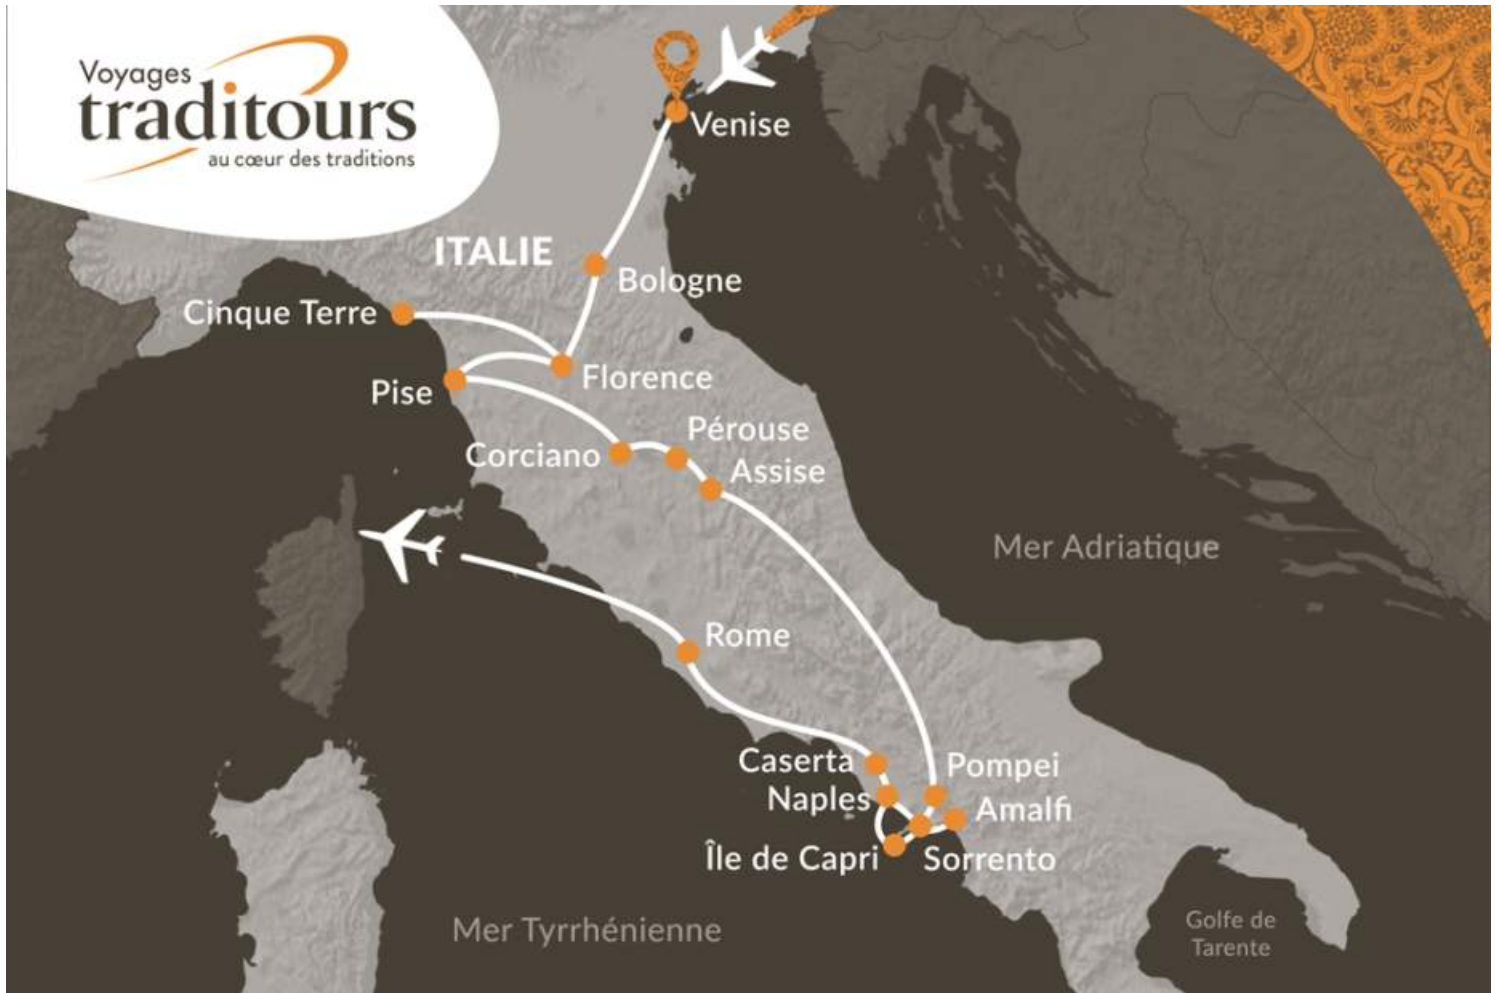 Voyages
traditours
au cœur des traditions
Venise
ITALIE
Bologne
Cinque Terre
Florence
Pise
Pérouse
Corciano
Assise
Mer Adriatique
Rome
Caserta
Pompei
Naples
Amalfi
Île de Capri
Sorrento
Mer Tyrrhénienne
Golfe de
Tarente